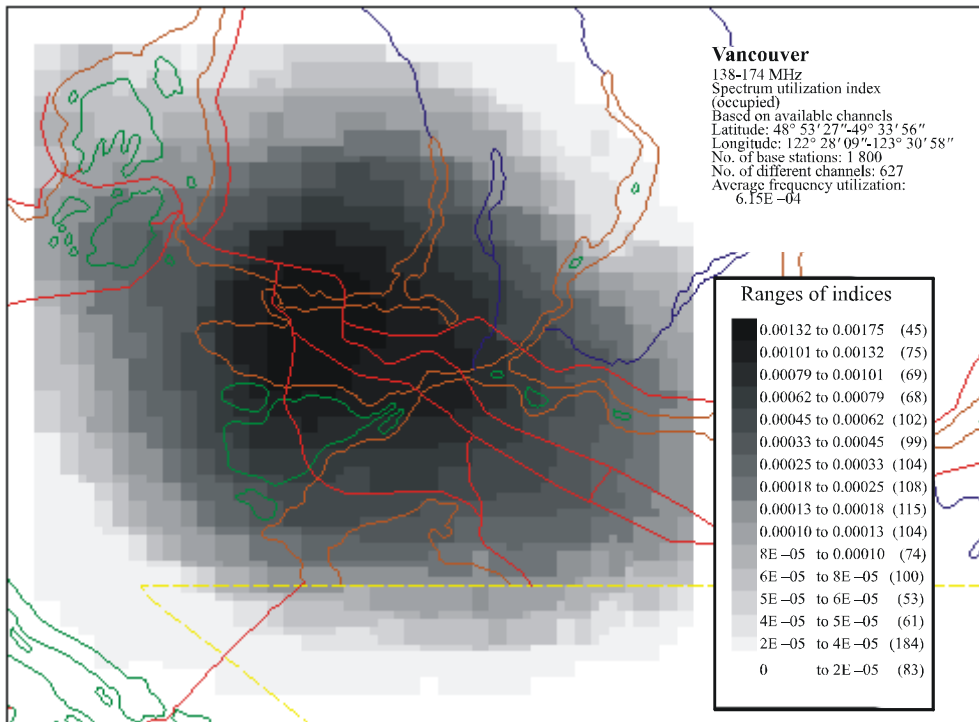 Vancouver
138-174 MHz
Spectrum utilization index
(occupied)
Based on available channels
Latitude: 48° 53′ 27″-49° 33′ 56″
Longitude: 122° 28′ 09″-123° 30′ 58″
No. of base stations: 1 800
No. of different channels: 627
Average frequency utilization:
6.15E –04
Ranges of indices
0.00132 to 0.00175 (45)
0.00101 to 0.00132 (75)
0.00079 to 0.00101 (69)
0.00062 to 0.00079 (68)
0.00045 to 0.00062 (102)
0.00033 to 0.00045 (99)
0.00025 to 0.00033 (104)
0.00018 to 0.00025 (108)
0.00013 to 0.00018 (115)
0.00010 to 0.00013 (104)
8E –05 to 0.00010 (74)
6E –05 to 8E –05 (100)
5E –05 to 6E –05 (53)
4E –05 to 5E –05 (61)
2E –05 to 4E –05 (184)
0 to 2E –05 (83)